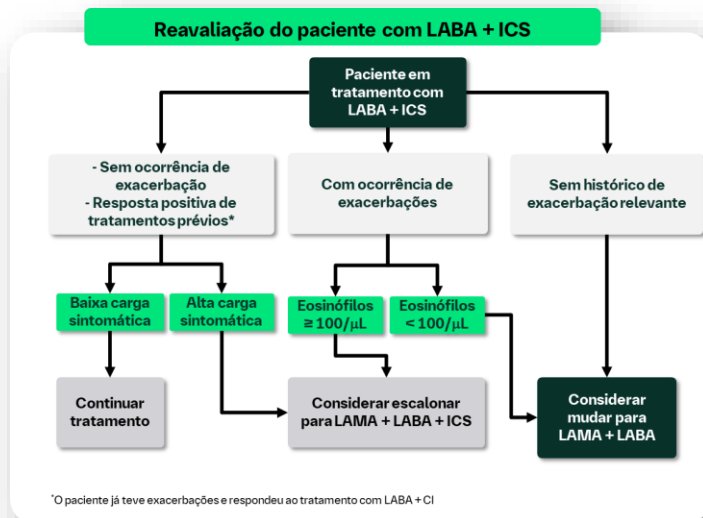 Reavaliação do paciente com LABA + ICS
Paciente em
tratamento com
LABA + ICS
- Sem ocorrência de
exacerbação
- Resposta positiva de
tratamentos prévios*
Com ocorrência de
exacerbações
Sem histórico de
exacerbação relevante
Baixa carga
sintomática
Alta carga
sintomática
Eosinófilos
≥ 100/μL
Eosinófilos
< 100/μL
Continuar
tratamento
Considerar escalonar
para LAMA + LABA + ICS
Considerar
mudar para
LAMA + LABA
*O paciente já teve exacerbações e respondeu ao tratamento com LABA + CI